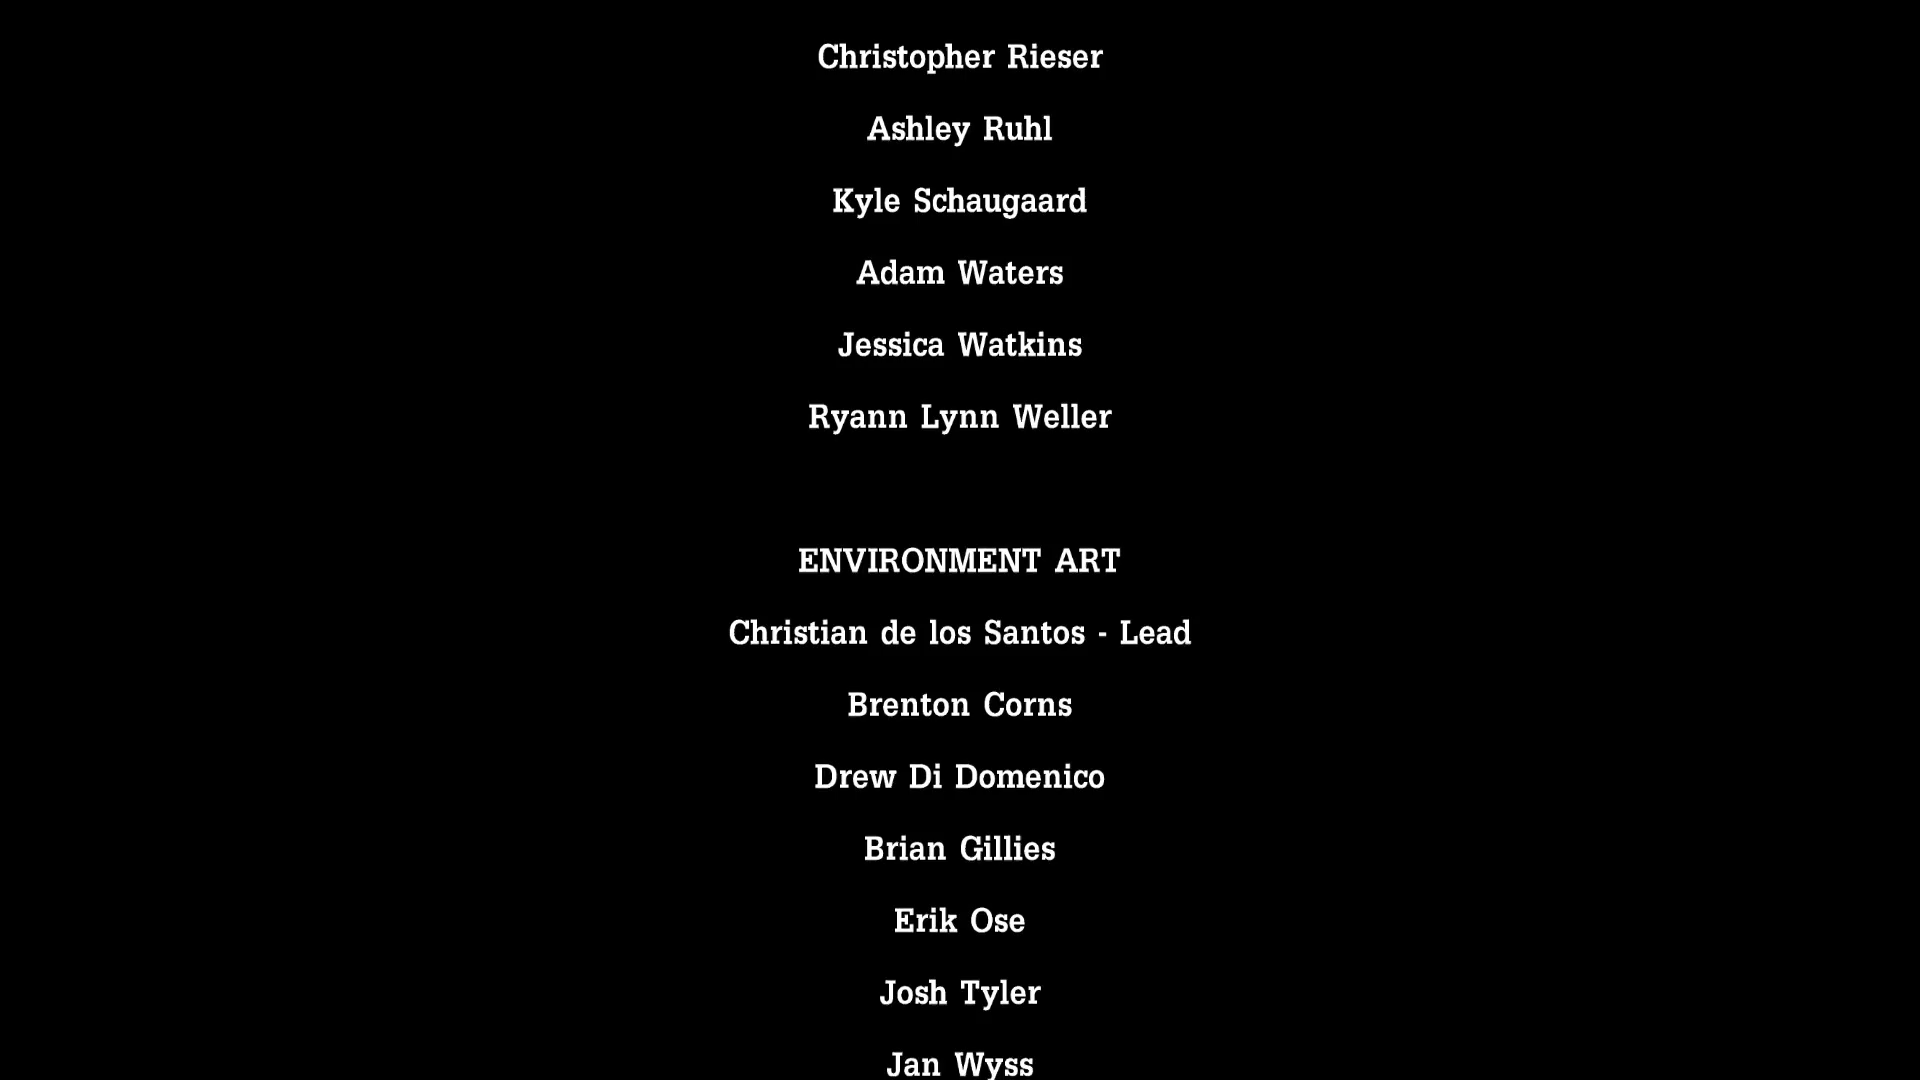 Christopher Rieser
Ashley Ruhl
Kyle Schaugaard
Adam Waters
Jessica Watkins
Ryann Lynn Weller
ENVIRONMENT ART
Christian de los Santos - Lead
Brenton Corns
Drew Di Domenico
Brian Gillies
Erik Ose
Josh Tyler
Jan Wyss